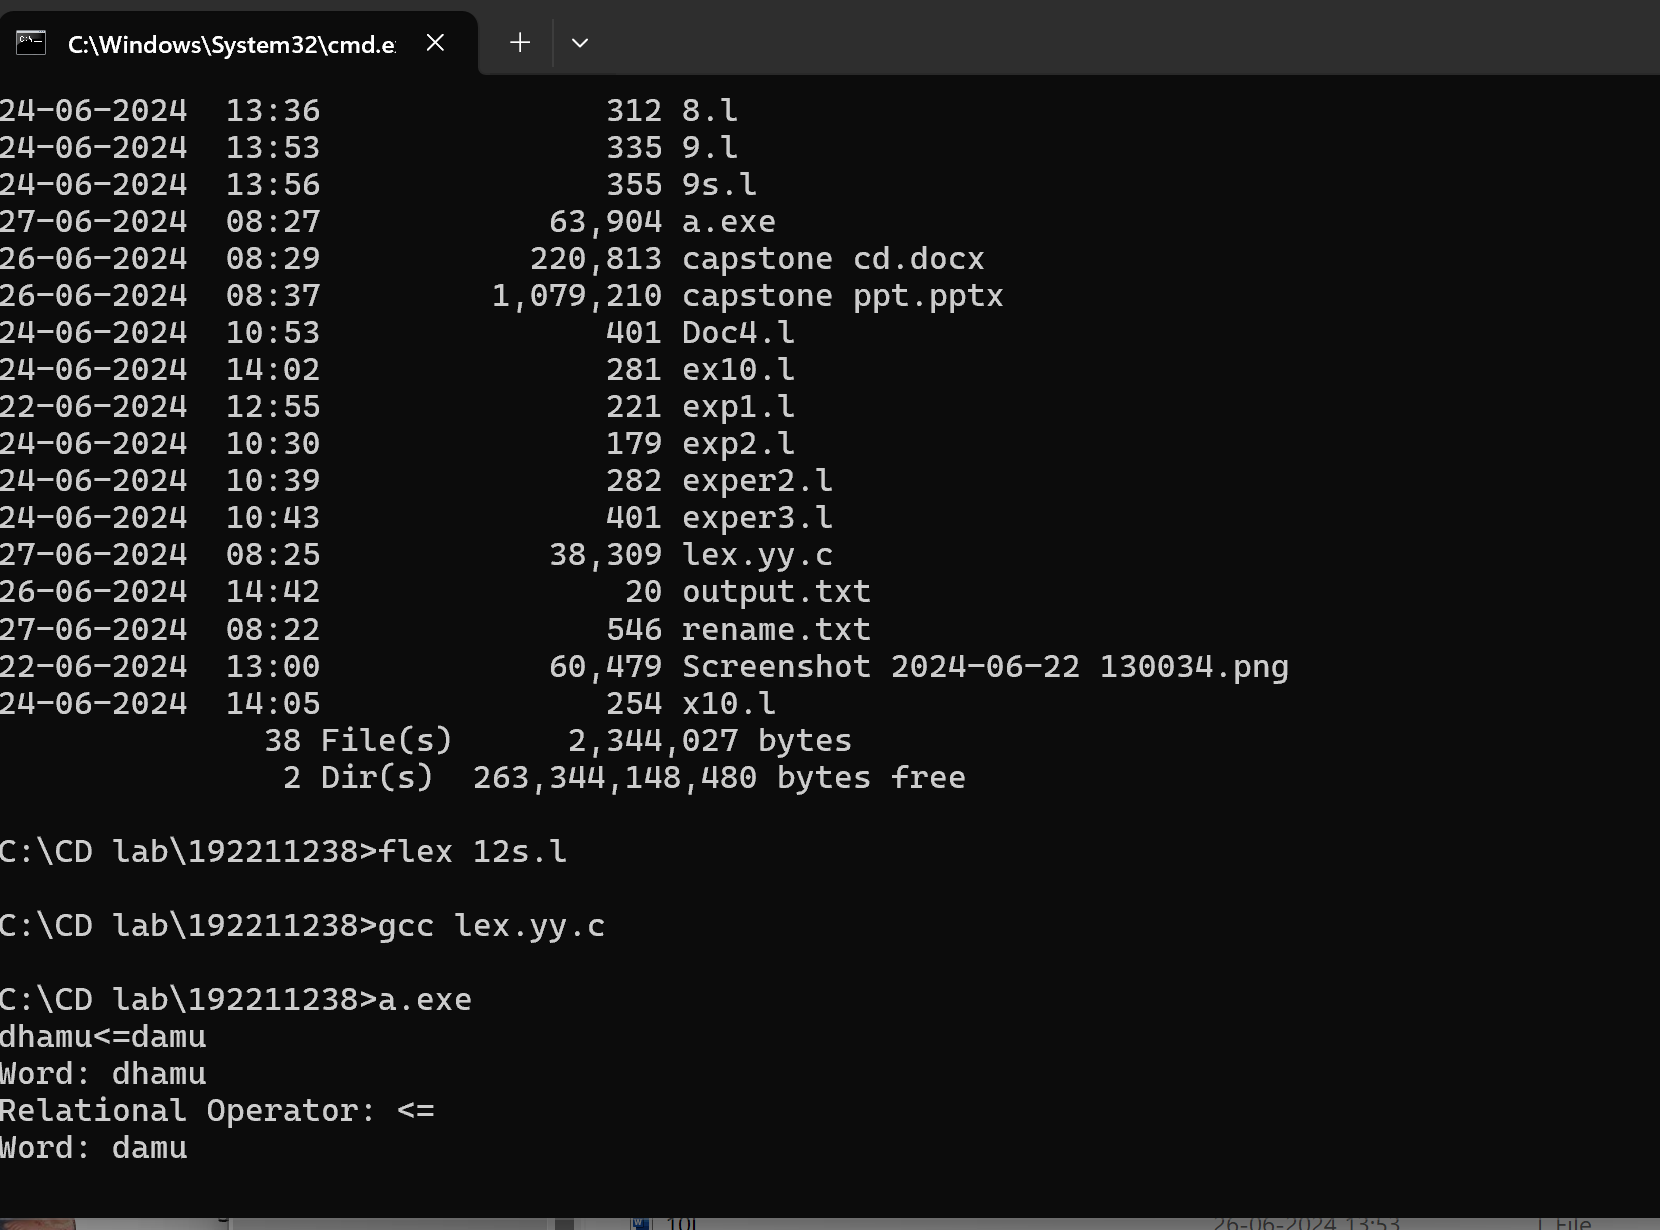 C:\Windows\System32\cmd.e
24-06-2024  13:36               312 8.l
24-06-2024  13:53               335 9.l
24-06-2024  13:56               355 9s.l
27-06-2024  08:27            63,904 a.exe
26-06-2024  08:29           220,813 capstone cd.docx
26-06-2024  08:37         1,079,210 capstone ppt.pptx
24-06-2024  10:53               401 Doc4.l
24-06-2024  14:02               281 ex10.l
22-06-2024  12:55               221 exp1.l
24-06-2024  10:30               179 exp2.l
24-06-2024  10:39               282 exper2.l
24-06-2024  10:43               401 exper3.l
27-06-2024  08:25            38,309 lex.yy.c
26-06-2024  14:42                20 output.txt
27-06-2024  08:22               546 rename.txt
22-06-2024  13:00            60,479 Screenshot 2024-06-22 130034.png
24-06-2024  14:05               254 x10.l
              38 File(s)      2,344,027 bytes
               2 Dir(s)  263,344,148,480 bytes free
C:\CD lab\192211238>flex 12s.l
C:\CD lab\192211238>gcc lex.yy.c
C:\CD lab\192211238>a.exe
dhamu<=damu
Word: dhamu
Relational Operator: <=
Word: damu
26-06-2024 13:53 File